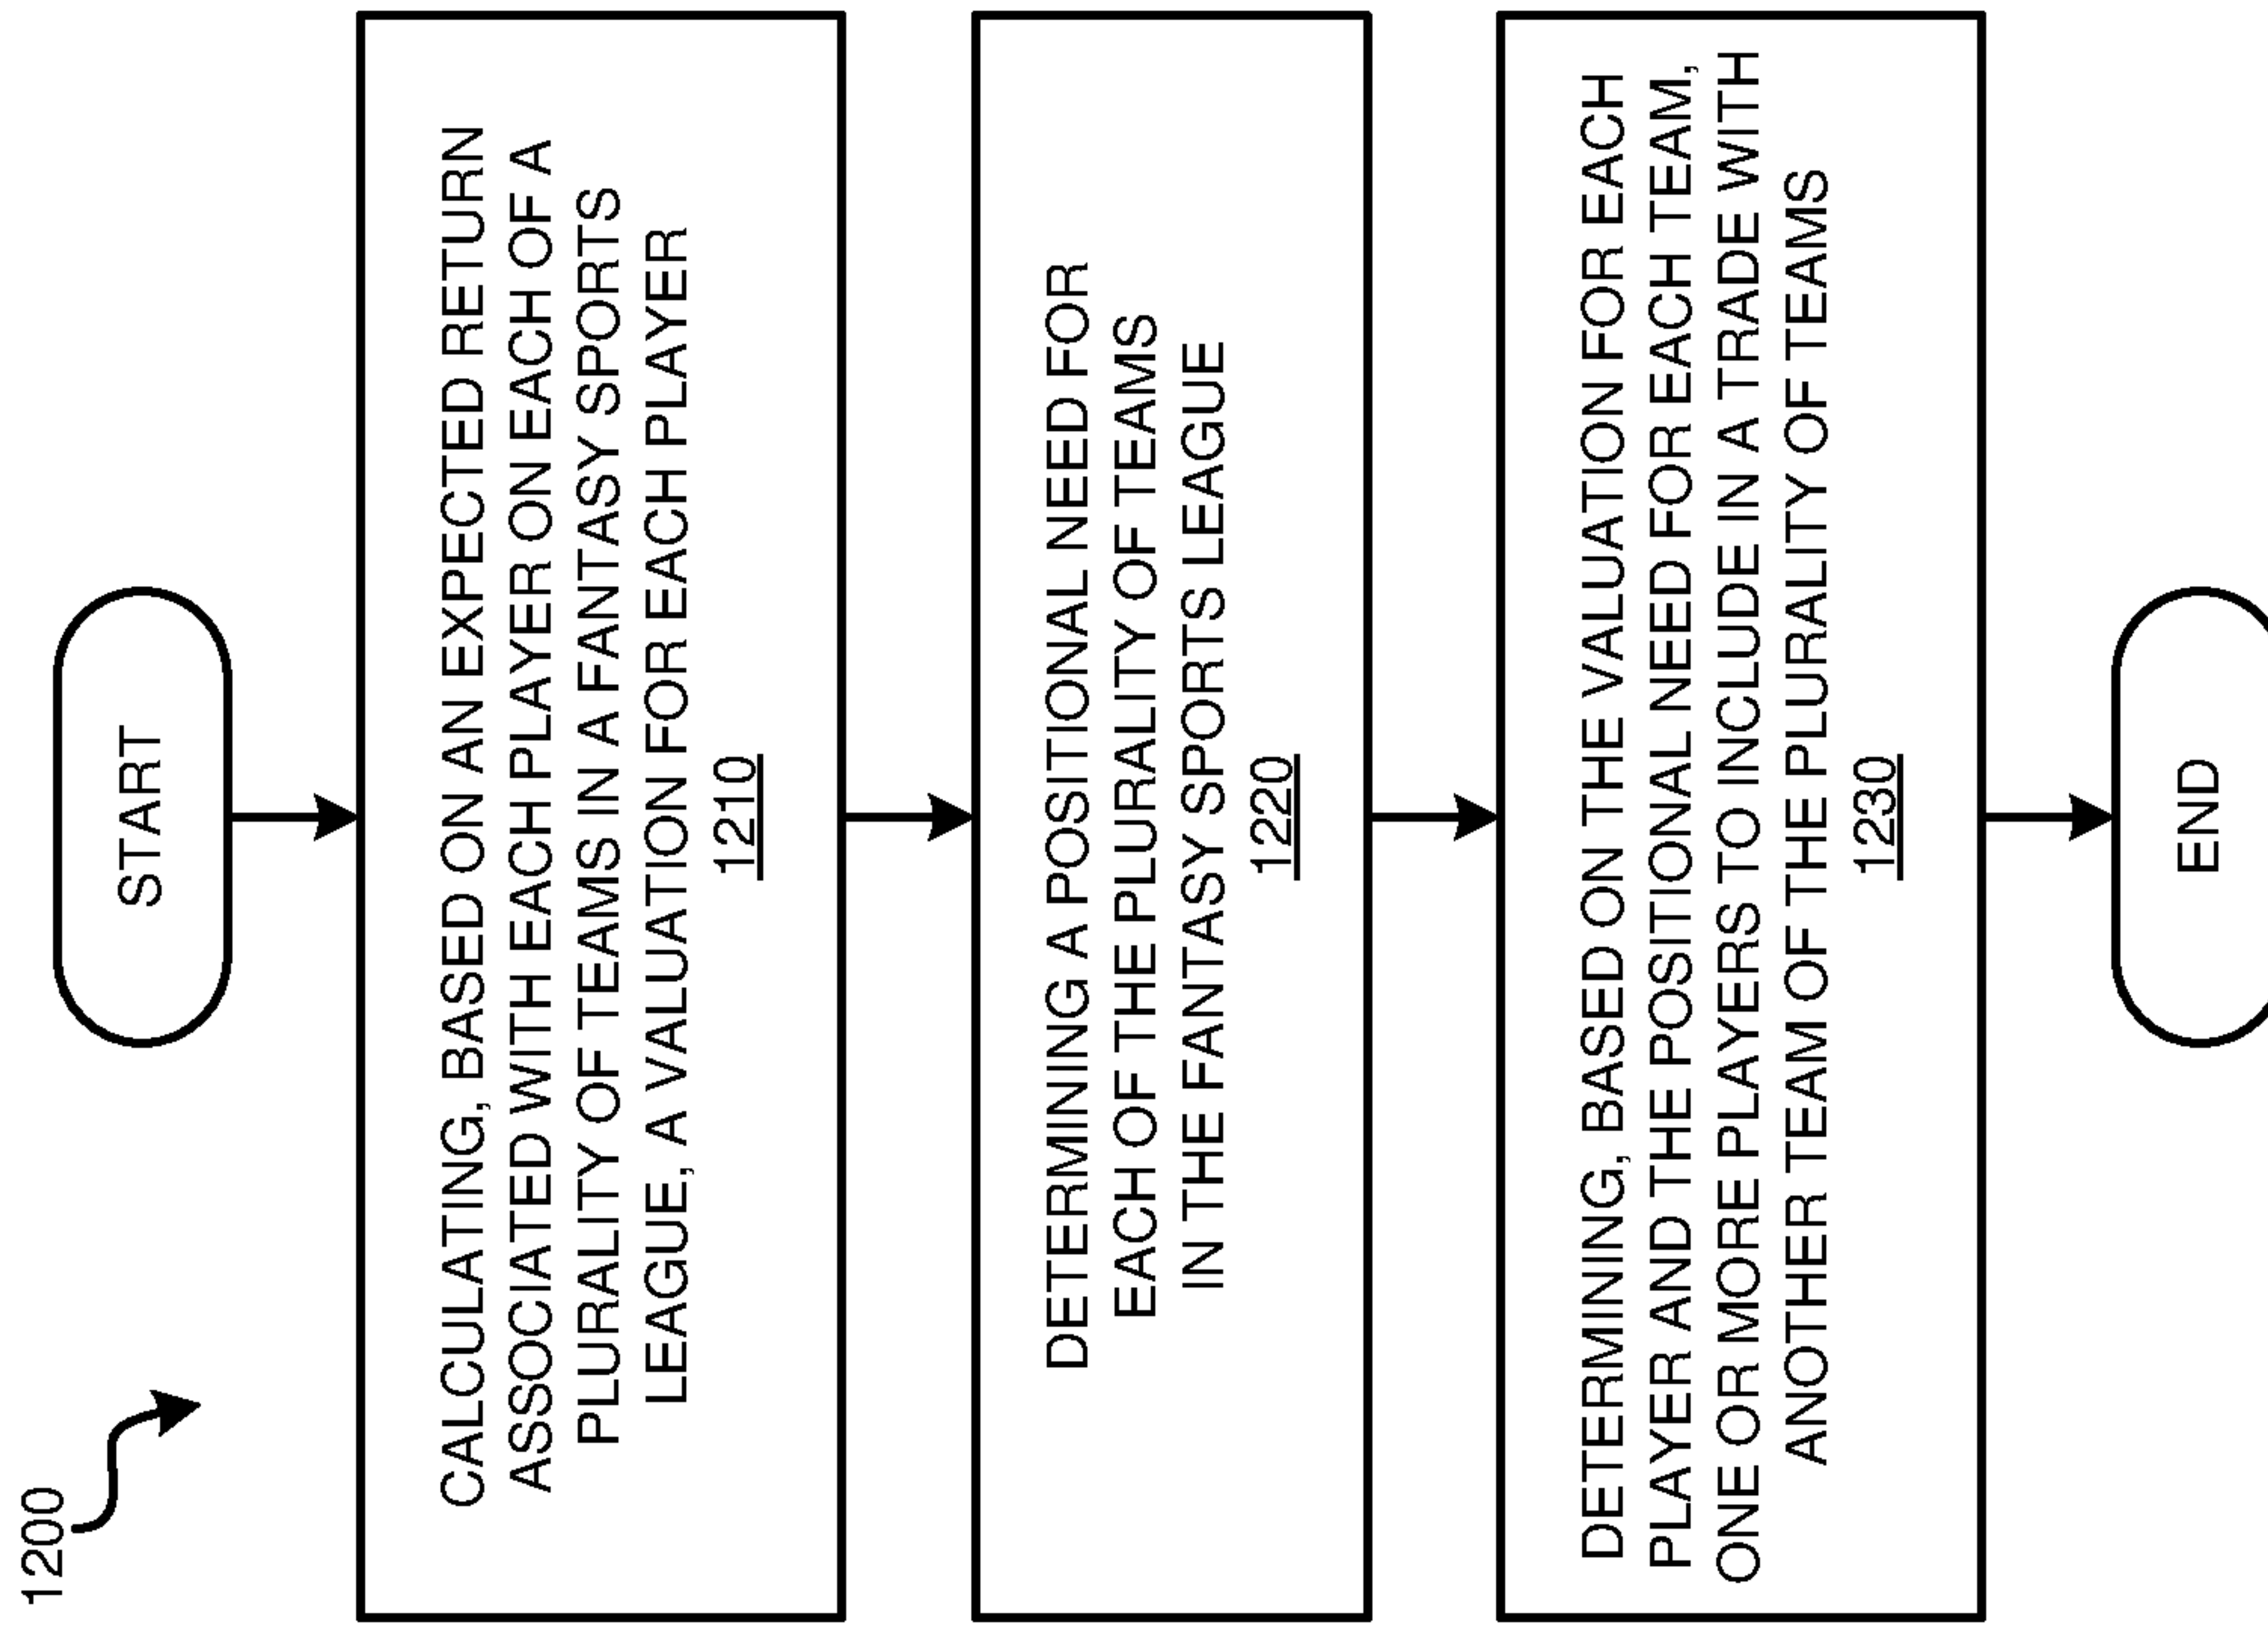 1200
START
CALCULATING, BASED ON AN EXPECTED RETURN
ASSOCIATED WITH EACH PLAYER ON EACH OF A
PLURALITY OF TEAMS IN A FANTASY SPORTS
LEAGUE, A VALUATION FOR EACH PLAYER
1210
DETERMINING A POSITIONAL NEED FOR
EACH OF THE PLURALITY OF TEAMS
IN THE FANTASY SPORTS LEAGUE
1220
DETERMINING, BASED ON THE VALUATION FOR EACH
PLAYER AND THE POSITIONAL NEED FOR EACH TEAM,
ONE OR MORE PLAYERS TO INCLUDE IN A TRADE WITH
ANOTHER TEAM OF THE PLURALITY OF TEAMS
1230
END